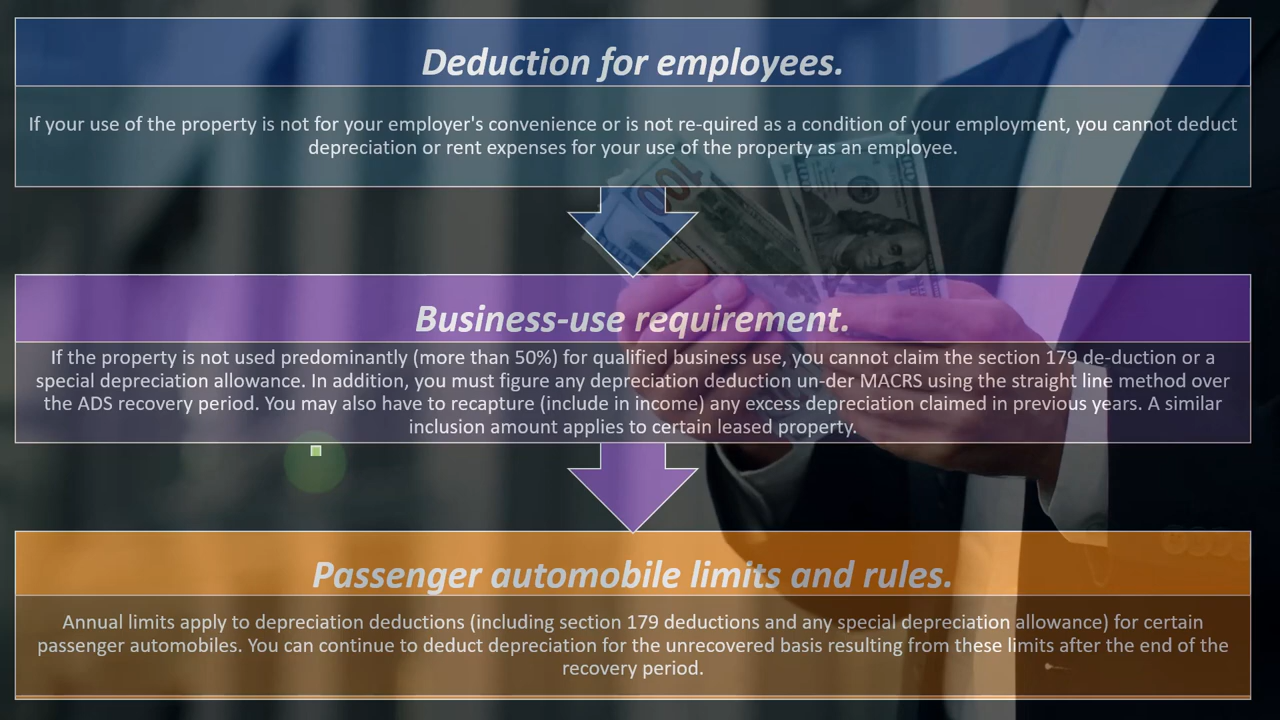 Deduction for employees.
If your use of the property is not for your employer's convenience or is not re-quired as a condition of your employment, you cannot deduct
depreciation or rent expenses for your use of the property as an employee.
Business-use requirement.
If the property is not used predominantly (more than 50%) for qualified business use, you cannot claim the section 179 de-duction or a
special depreciation allowance. In addition, you must figure any depreciation deduction un-der MACRS using the straight line method over
the ADS recovery period. You may also have to recapture (include in income) any excess depreciation claimed in previous years. A similar
inclusion amount applies to certain leased property.
Passenger automobile limits and rules.
Annual limits apply to depreciation deductions (including section 179 deductions and any special depreciation allowance) for certain
passenger automobiles. You can continue to deduct depreciation for the unrecovered basis resulting from these limits after the end of the
recovery period.
100